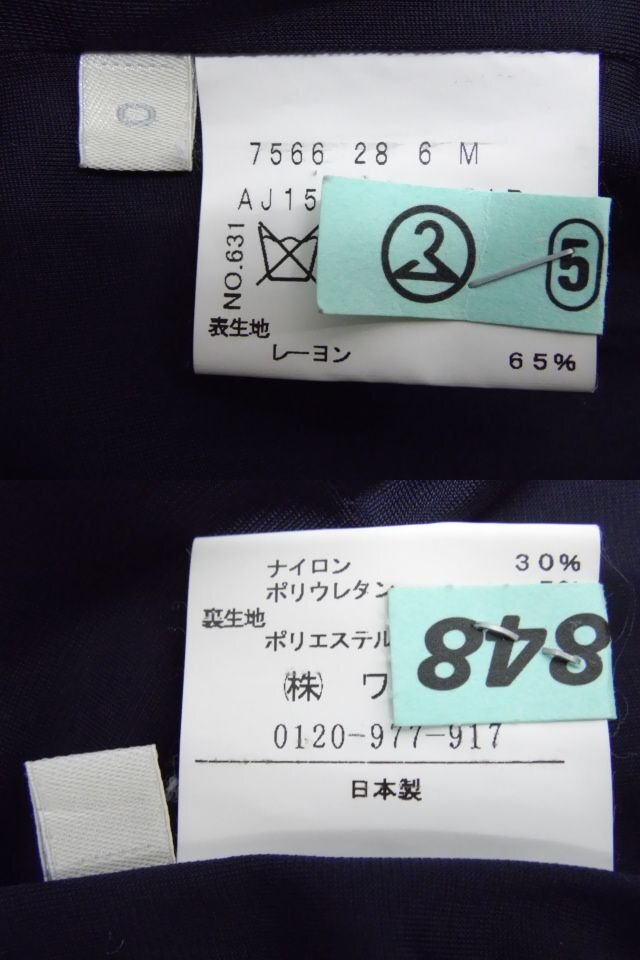 0
7566 28 6 M
AJ15
NO.631
5
表生地
レーヨン 65%
ナイロン 30%
ポリウレタン
裏生地
ポリエステル
848
㈱ ワ
0120-977-917
日本製